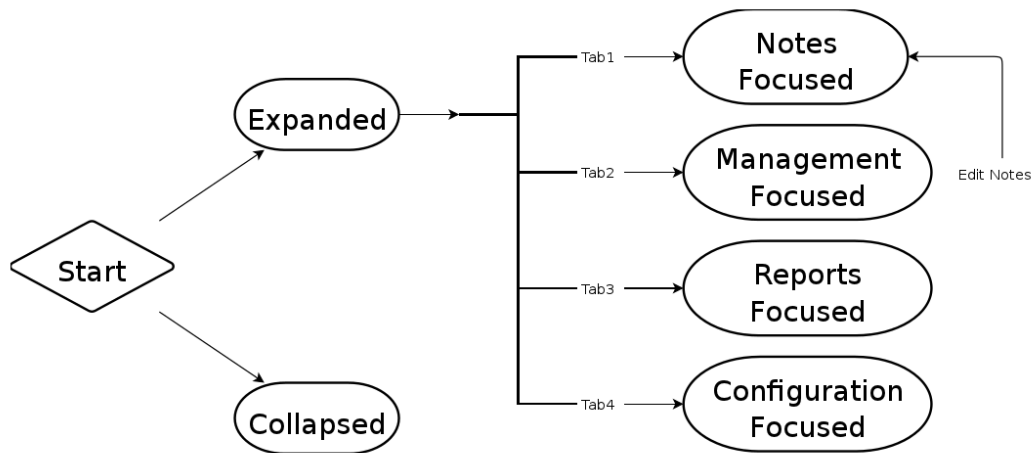 Tab1
Notes
Focused
Expanded
Tab2
Management
Focused
Edit Notes
Start
Tab3
Reports
Focused
Collapsed
Tab4
Configuration
Focused